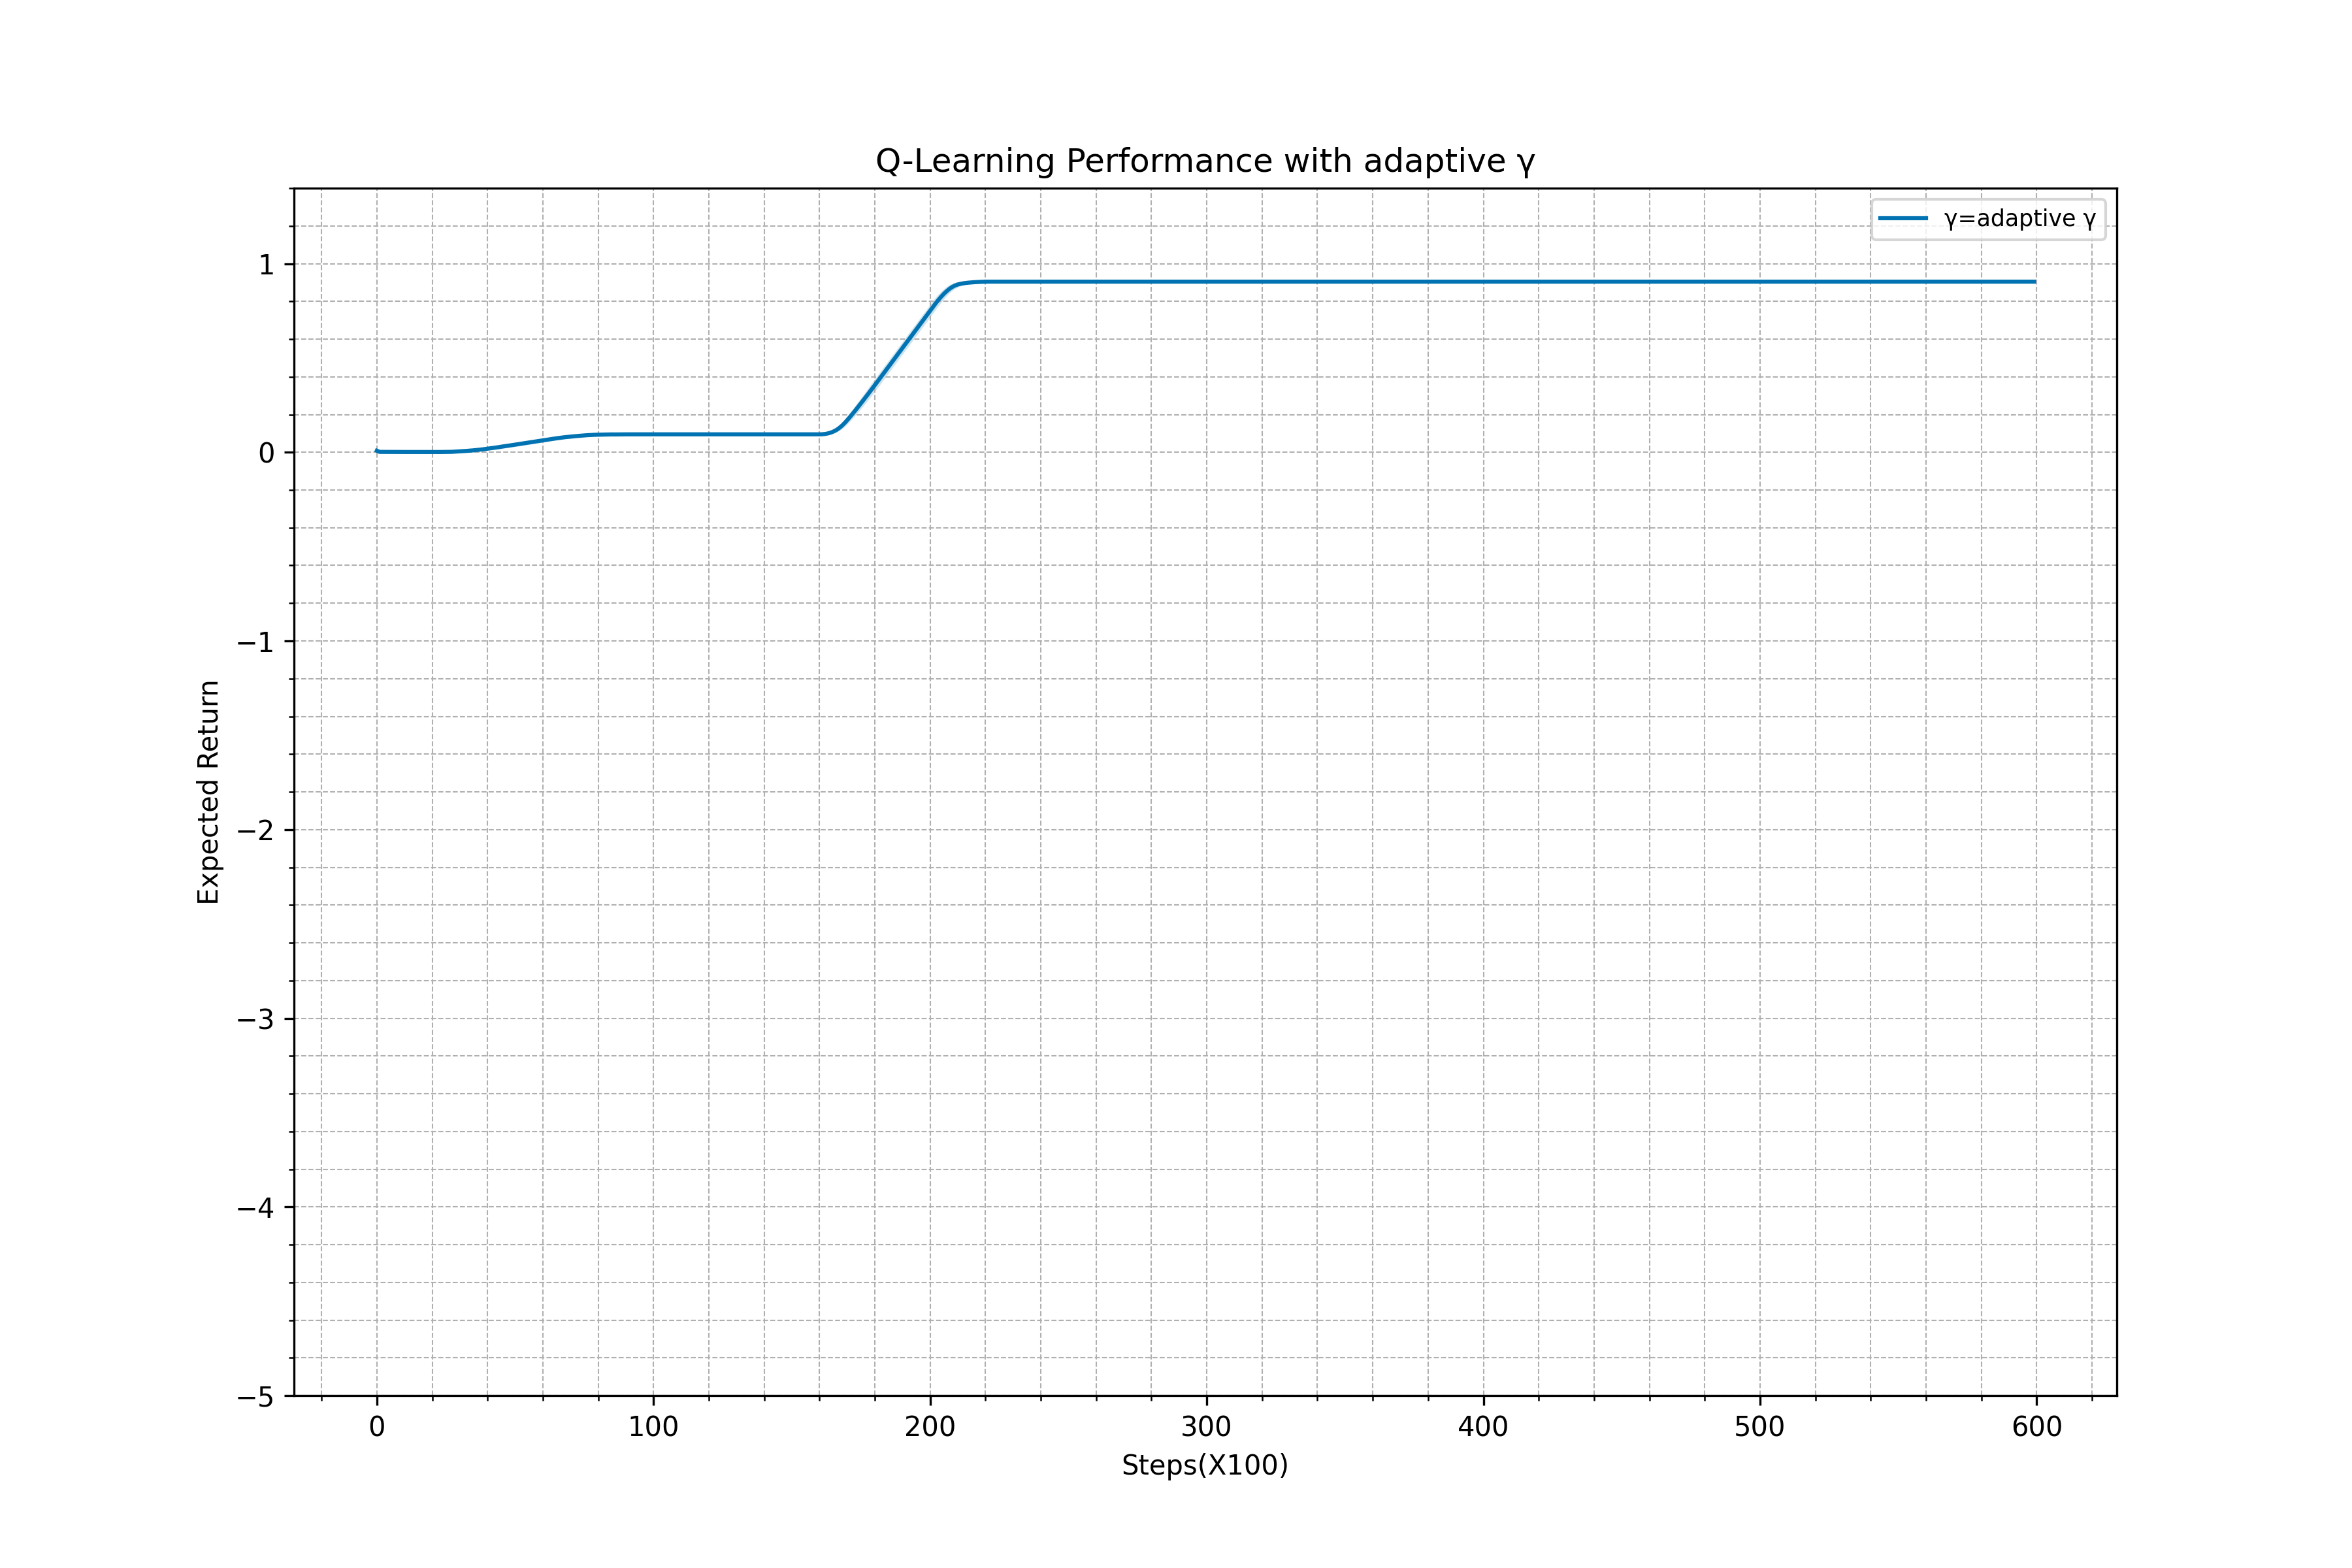 Q-Learning Performance with adaptive γ
γ=adaptive γ
Expected Return
1
0
−1
−2
−3
−4
−5
0 100 200 300 400 500 600
Steps(X100)